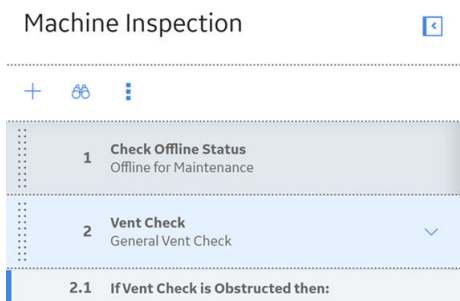 Machine Inspection
1 Check Offline Status
Offline for Maintenance
2 Vent Check
General Vent Check
2.1 If Vent Check is Obstructed then: